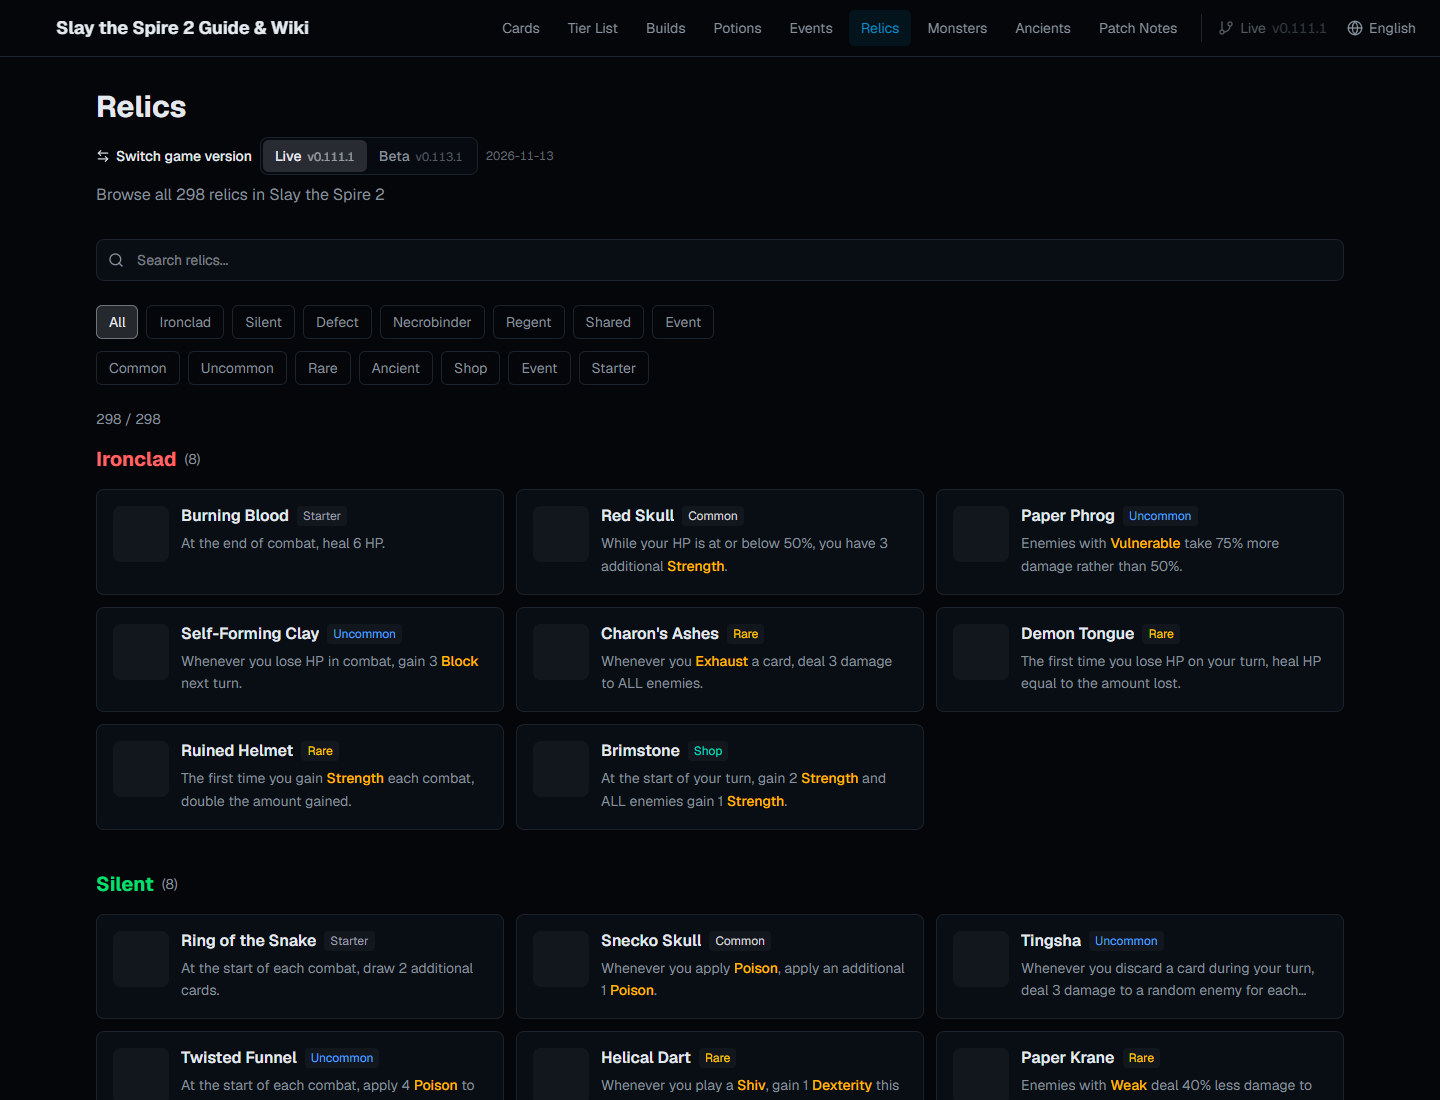 Slay the Spire 2 Guide & Wiki
Cards
Tier List
Builds
Potions
Events
Relics
Monsters
Ancients
Patch Notes
Live v0.111.1
English
Relics
Switch game version
Live v0.111.1
Beta v0.113.1
2026-11-13
Browse all 298 relics in Slay the Spire 2
Search relics...
All
Ironclad
Silent
Defect
Necrobinder
Regent
Shared
Event
Common
Uncommon
Rare
Ancient
Shop
Event
Starter
298 / 298
Ironclad (8)
Burning Blood Starter
At the end of combat, heal 6 HP.
Red Skull Common
While your HP is at or below 50%, you have 3
additional Strength.
Paper Phrog Uncommon
Enemies with Vulnerable take 75% more
damage rather than 50%.
Self-Forming Clay Uncommon
Whenever you lose HP in combat, gain 3 Block
next turn.
Charon's Ashes Rare
Whenever you Exhaust a card, deal 3 damage
to ALL enemies.
Demon Tongue Rare
The first time you lose HP on your turn, heal HP
equal to the amount lost.
Ruined Helmet Rare
The first time you gain Strength each combat,
double the amount gained.
Brimstone Shop
At the start of your turn, gain 2 Strength and
ALL enemies gain 1 Strength.
Silent (8)
Ring of the Snake Starter
At the start of each combat, draw 2 additional
cards.
Snecko Skull Common
Whenever you apply Poison, apply an additional
1 Poison.
Tingsha Uncommon
Whenever you discard a card during your turn,
deal 3 damage to a random enemy for each...
Twisted Funnel Uncommon
At the start of each combat, apply 4 Poison to
Helical Dart Rare
Whenever you play a Shiv, gain 1 Dexterity this
Paper Krane Rare
Enemies with Weak deal 40% less damage to